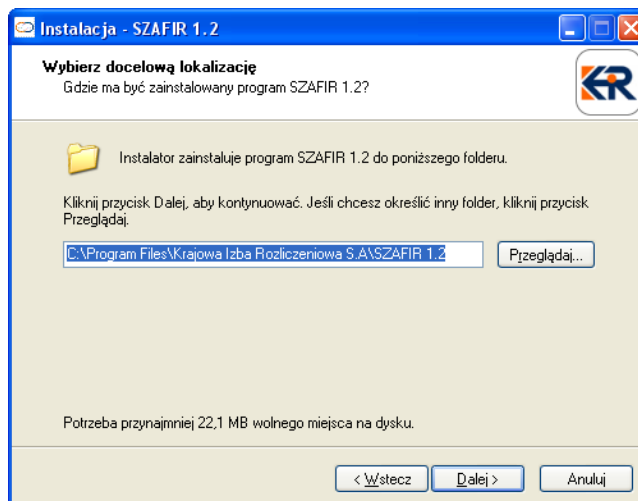 Instalacja - SZAFIR 1.2
Wybierz docelową lokalizację
Gdzie ma być zainstalowany program SZAFIR 1.2?
KIR
Instalator zainstaluje program SZAFIR 1.2 do poniższego folderu.
Kliknij przycisk Dalej, aby kontynuować. Jeśli chcesz określić inny folder, kliknij przycisk
Przeglądaj.
C:\Program Files\Krajowa Izba Rozliczeniowa S.A\SZAFIR 1.2
Przeglądaj...
Potrzeba przynajmniej 22,1 MB wolnego miejsca na dysku.
< Wstecz
Dalej >
Anuluj